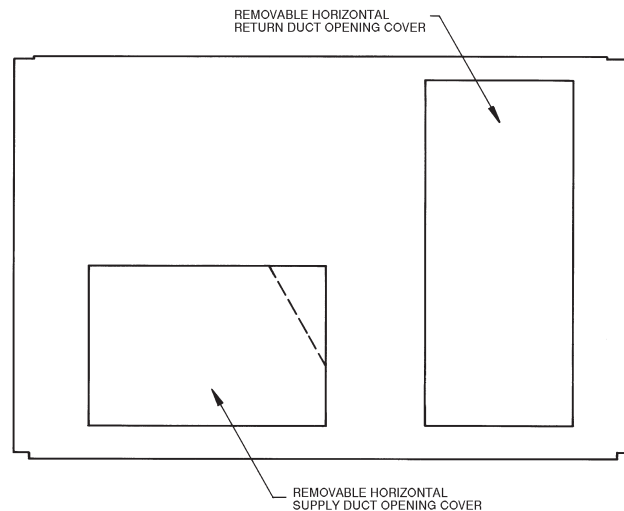 REMOVABLE HORIZONTAL
RETURN DUCT OPENING COVER
REMOVABLE HORIZONTAL
SUPPLY DUCT OPENING COVER